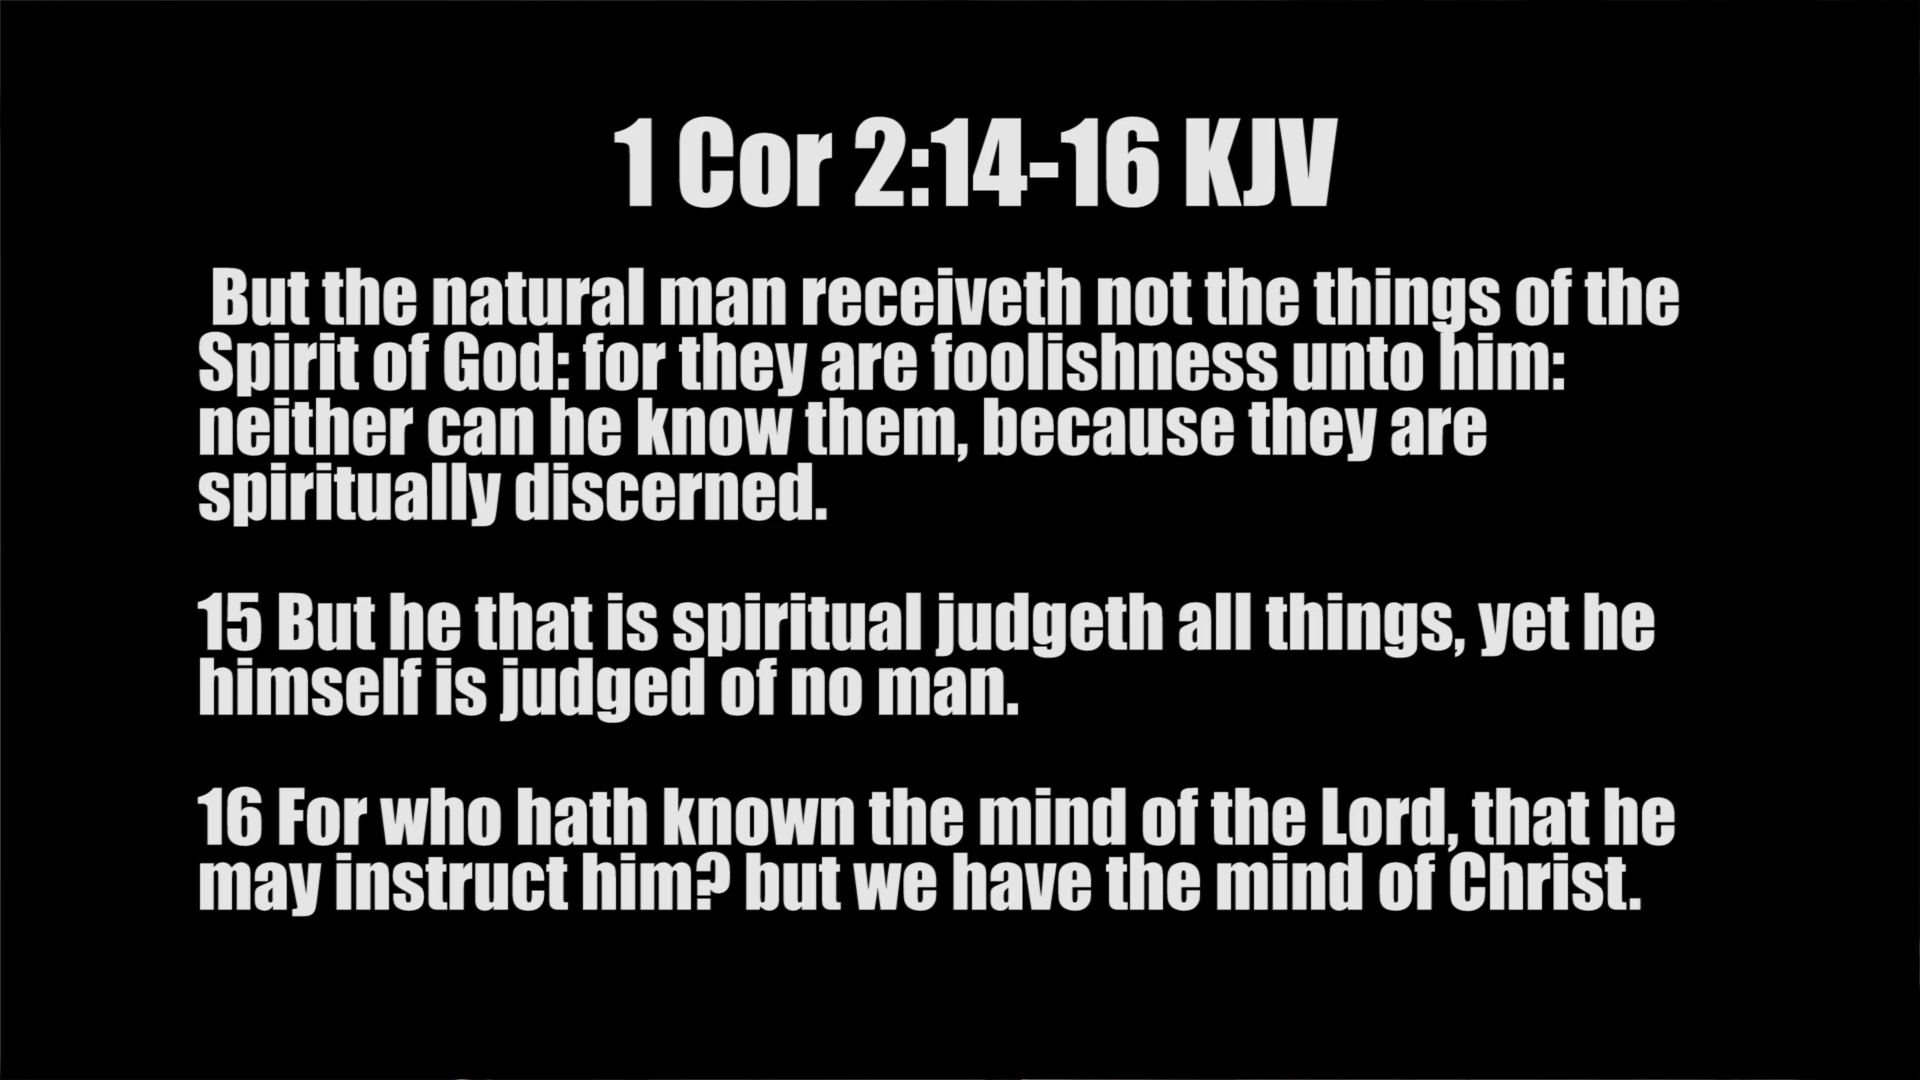 1 Cor 2:14-16 KJV
But the natural man receiveth not the things of the
Spirit of God: for they are foolishness unto him:
neither can he know them, because they are
spiritually discerned.
15 But he that is spiritual judgeth all things, yet he
himself is judged of no man.
16 For who hath known the mind of the Lord, that he
may instruct him? but we have the mind of Christ.